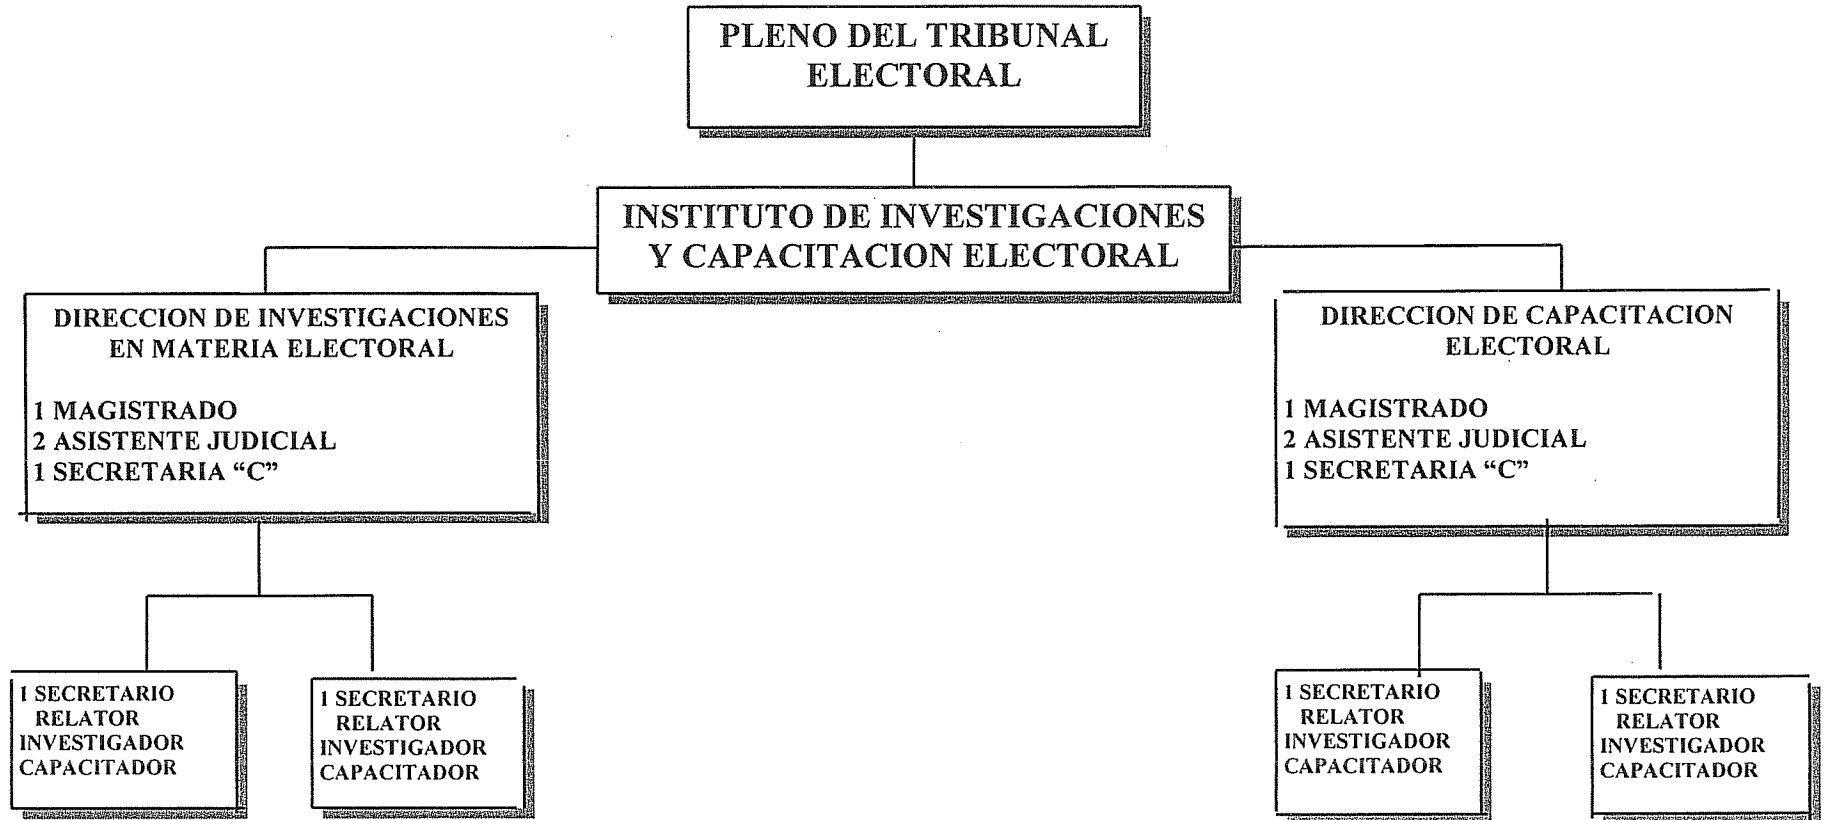 PLENO DEL TRIBUNAL
ELECTORAL
INSTITUTO DE INVESTIGACIONES
Y CAPACITACION ELECTORAL
DIRECCION DE INVESTIGACIONES
EN MATERIA ELECTORAL
1 MAGISTRADO
2 ASISTENTE JUDICIAL
1 SECRETARIA “C”
DIRECCION DE CAPACITACION
ELECTORAL
1 MAGISTRADO
2 ASISTENTE JUDICIAL
1 SECRETARIA “C”
1 SECRETARIO
RELATOR
INVESTIGADOR
CAPACITADOR
1 SECRETARIO
RELATOR
INVESTIGADOR
CAPACITADOR
1 SECRETARIO
RELATOR
INVESTIGADOR
CAPACITADOR
1 SECRETARIO
RELATOR
INVESTIGADOR
CAPACITADOR